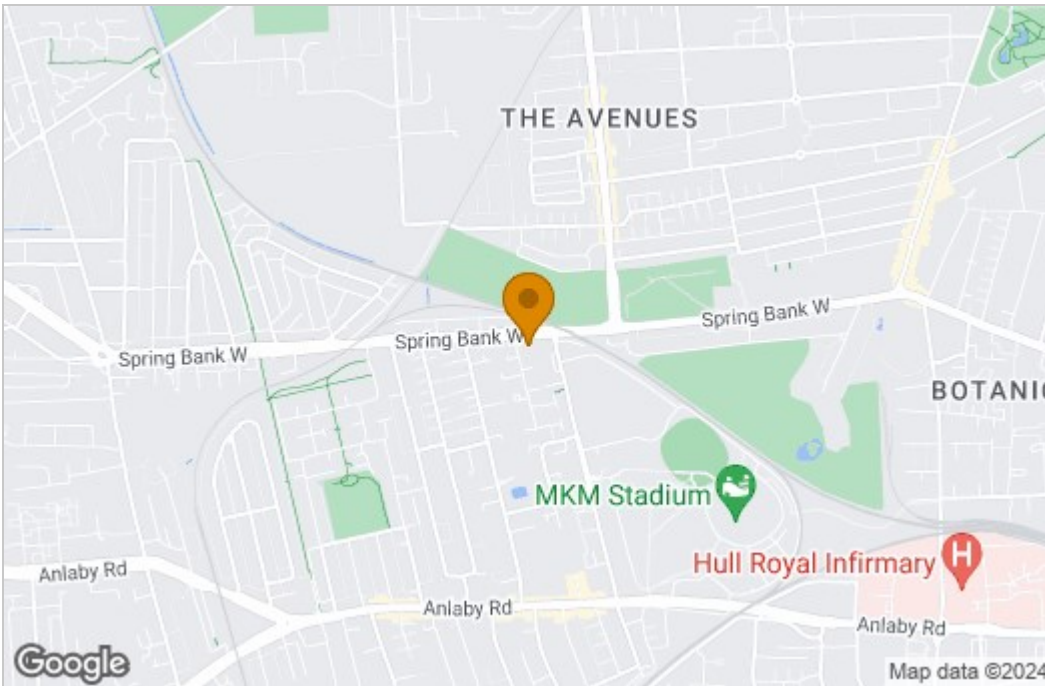 THE AVENUES
Spring Bank W
Spring Bank W
Spring Bank W
BOTANIC
MKM Stadium
H
Hull Royal Infirmary
Anlaby Rd
Anlaby Rd
Anlaby Rd
Google
Map data ©2024